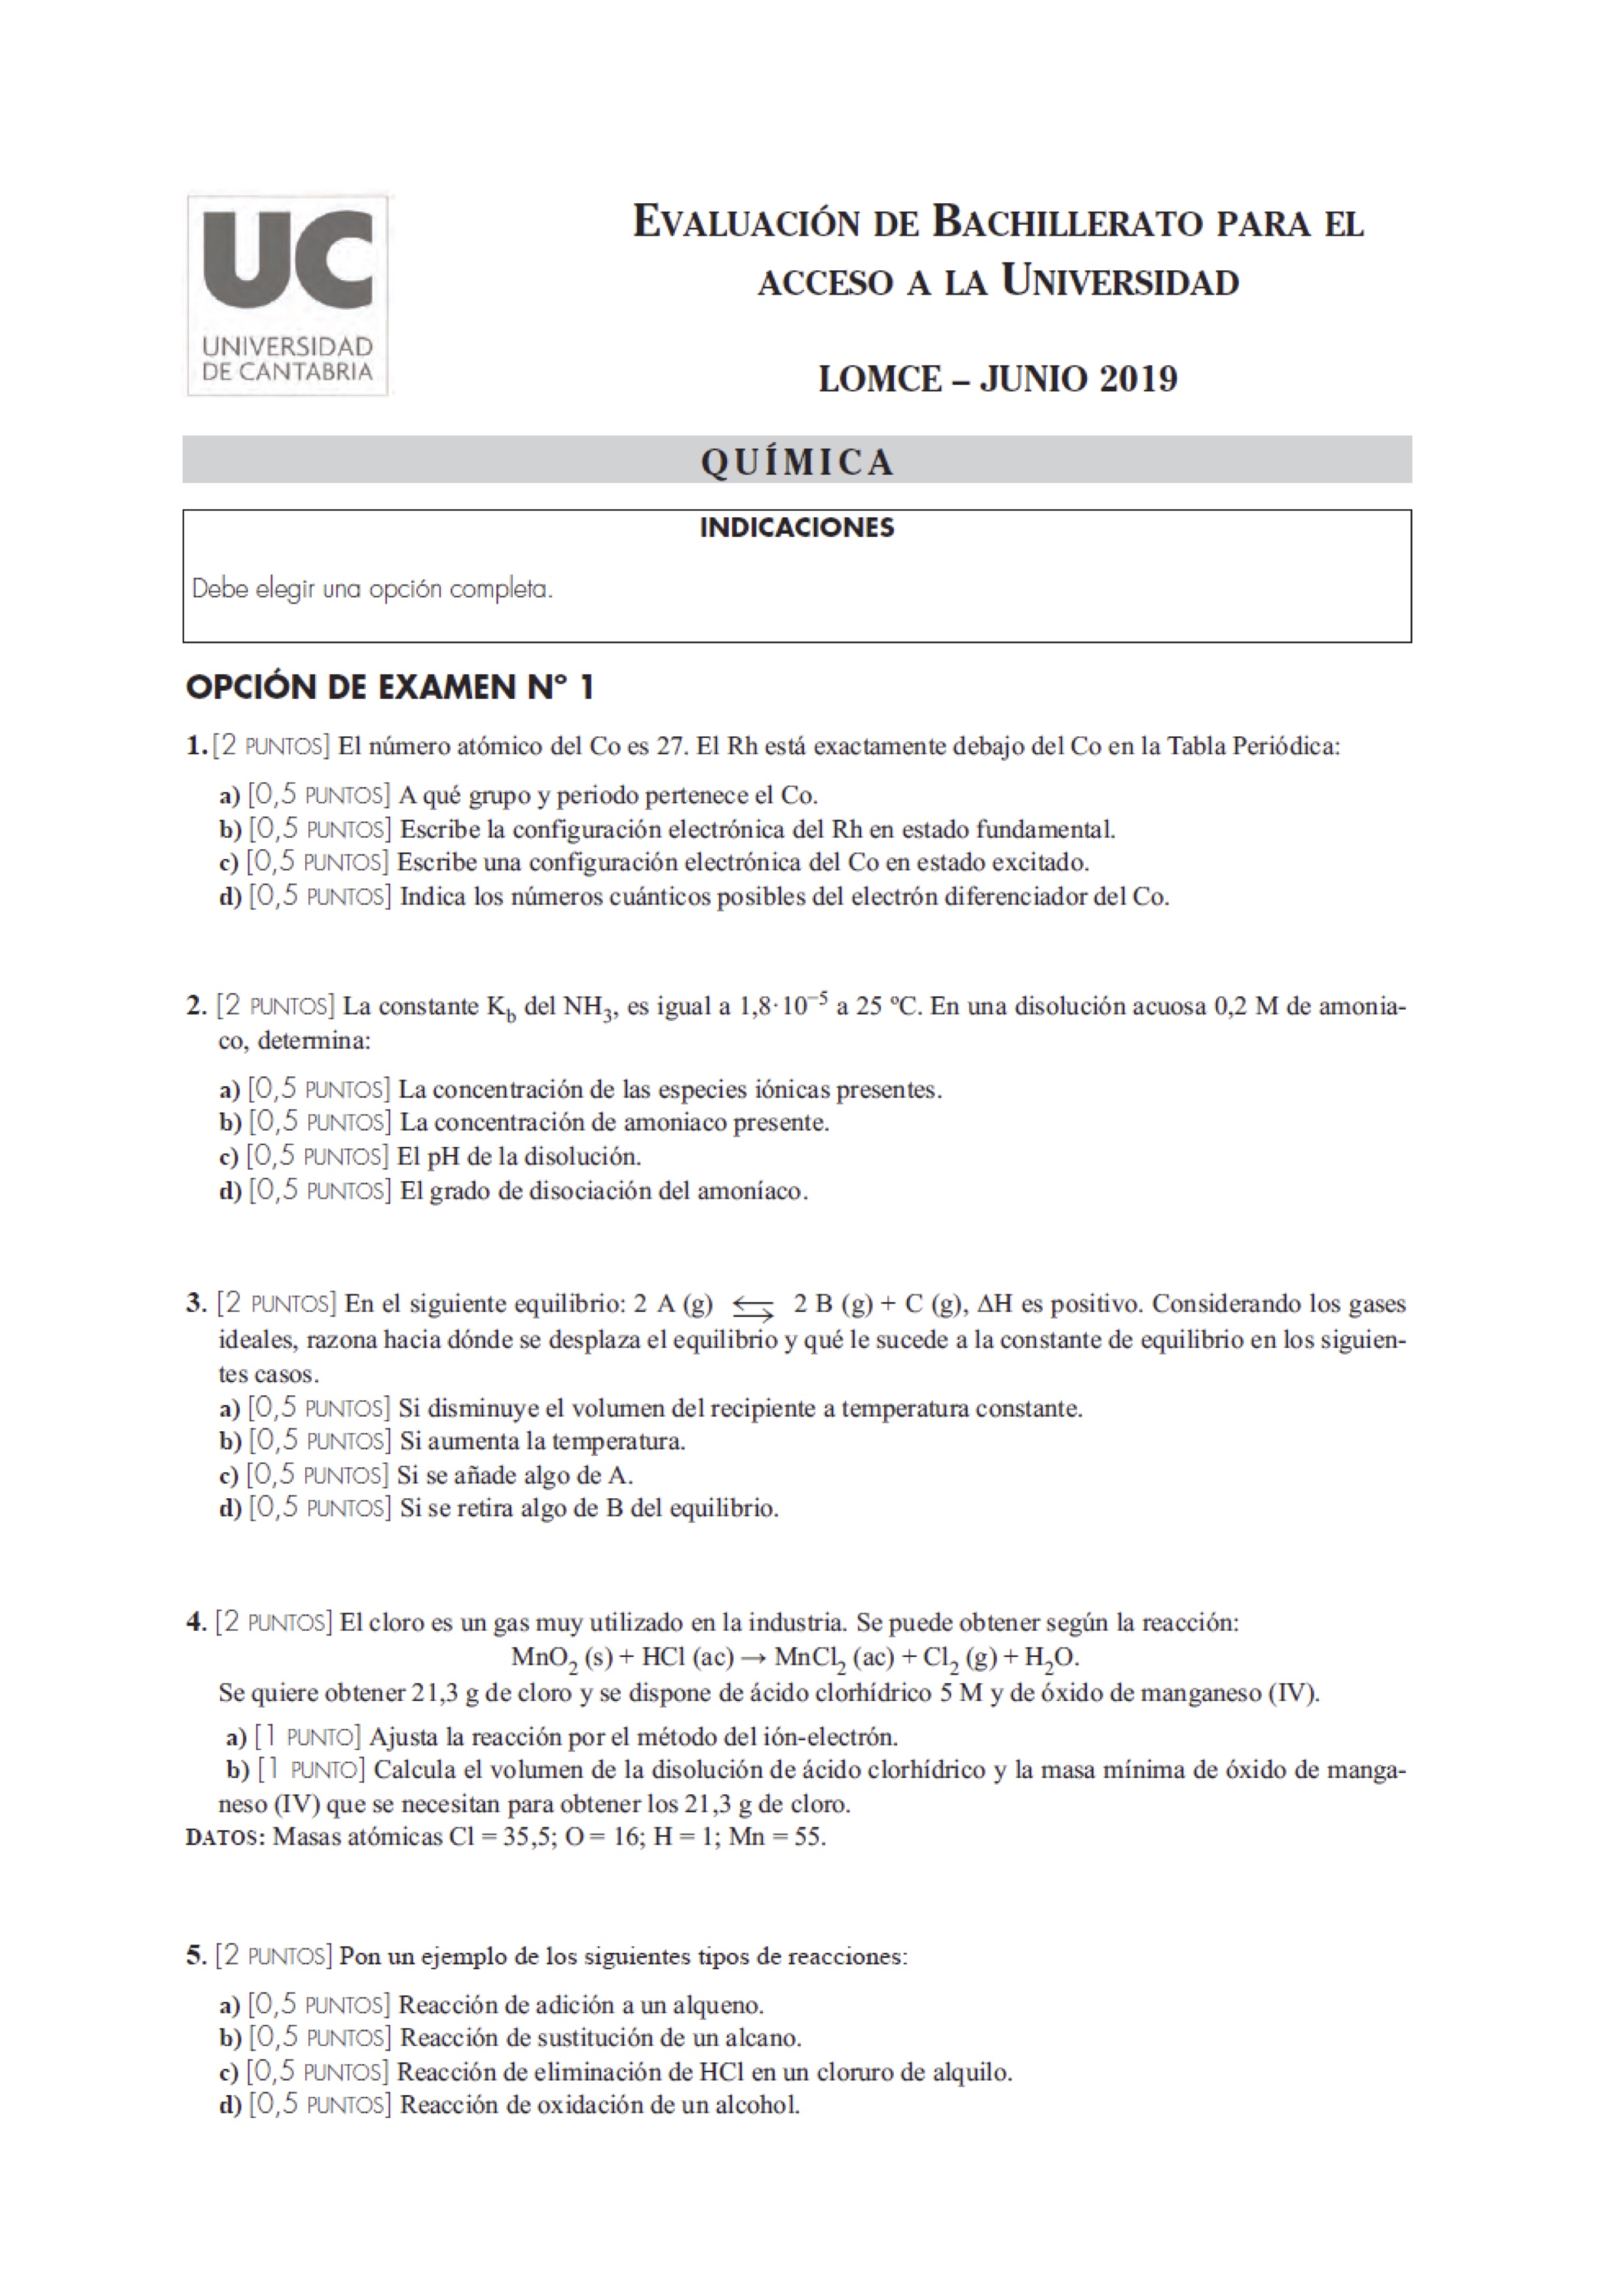 UC
UNIVERSIDAD
DE CANTABRIA
EVALUACIÓN DE BACHILLERATO PARA EL
ACCESO A LA UNIVERSIDAD
LOMCE – JUNIO 2019
QUÍMICA
INDICACIONES
Debe elegir una opción completa.
OPCIÓN DE EXAMEN Nº 1
1. [2 PUNTOS] El número atómico del Co es 27. El Rh está exactamente debajo del Co en la Tabla Periódica:
a) [0,5 PUNTOS] A qué grupo y periodo pertenece el Co.
b) [0,5 PUNTOS] Escribe la configuración electrónica del Rh en estado fundamental.
c) [0,5 PUNTOS] Escribe una configuración electrónica del Co en estado excitado.
d) [0,5 PUNTOS] Indica los números cuánticos posibles del electrón diferenciador del Co.
2. [2 PUNTOS] La constante K_b del NH₃, es igual a 1,8·10⁻⁵ a 25 ºC. En una disolución acuosa 0,2 M de amonia-
co, determina:
a) [0,5 PUNTOS] La concentración de las especies iónicas presentes.
b) [0,5 PUNTOS] La concentración de amoniaco presente.
c) [0,5 PUNTOS] El pH de la disolución.
d) [0,5 PUNTOS] El grado de disociación del amoníaco.
3. [2 PUNTOS] En el siguiente equilibrio: 2 A (g) ⇆ 2 B (g) + C (g), ΔH es positivo. Considerando los gases
ideales, razona hacia dónde se desplaza el equilibrio y qué le sucede a la constante de equilibrio en los siguien-
tes casos.
a) [0,5 PUNTOS] Si disminuye el volumen del recipiente a temperatura constante.
b) [0,5 PUNTOS] Si aumenta la temperatura.
c) [0,5 PUNTOS] Si se añade algo de A.
d) [0,5 PUNTOS] Si se retira algo de B del equilibrio.
4. [2 PUNTOS] El cloro es un gas muy utilizado en la industria. Se puede obtener según la reacción:
MnO₂ (s) + HCl (ac) → MnCl₂ (ac) + Cl₂ (g) + H₂O.
Se quiere obtener 21,3 g de cloro y se dispone de ácido clorhídrico 5 M y de óxido de manganeso (IV).
a) [1 PUNTO] Ajusta la reacción por el método del ión-electrón.
b) [1 PUNTO] Calcula el volumen de la disolución de ácido clorhídrico y la masa mínima de óxido de manga-
neso (IV) que se necesitan para obtener los 21,3 g de cloro.
DATOS: Masas atómicas Cl = 35,5; O = 16; H = 1; Mn = 55.
5. [2 PUNTOS] Pon un ejemplo de los siguientes tipos de reacciones:
a) [0,5 PUNTOS] Reacción de adición a un alqueno.
b) [0,5 PUNTOS] Reacción de sustitución de un alcano.
c) [0,5 PUNTOS] Reacción de eliminación de HCl en un cloruro de alquilo.
d) [0,5 PUNTOS] Reacción de oxidación de un alcohol.